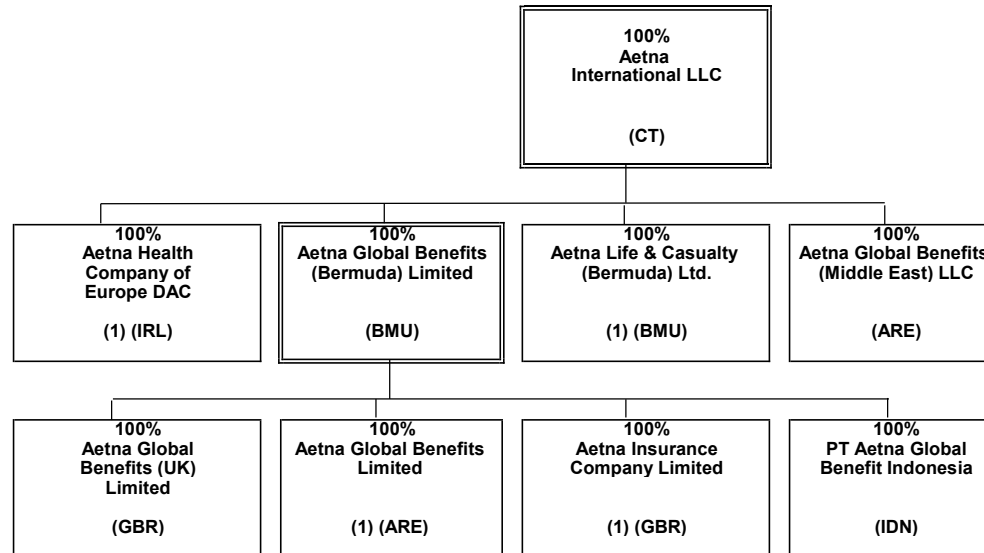 100%
Aetna
International LLC
(CT)
100%
Aetna Health
Company of
Europe DAC
(1) (IRL)
100%
Aetna Global Benefits
(Bermuda) Limited
(BMU)
100%
Aetna Life & Casualty
(Bermuda) Ltd.
(1) (BMU)
100%
Aetna Global Benefits
(Middle East) LLC
(ARE)
100%
Aetna Global
Benefits (UK)
Limited
(GBR)
100%
Aetna Global Benefits
Limited
(1) (ARE)
100%
Aetna Insurance
Company Limited
(1) (GBR)
100%
PT Aetna Global
Benefit Indonesia
(IDN)